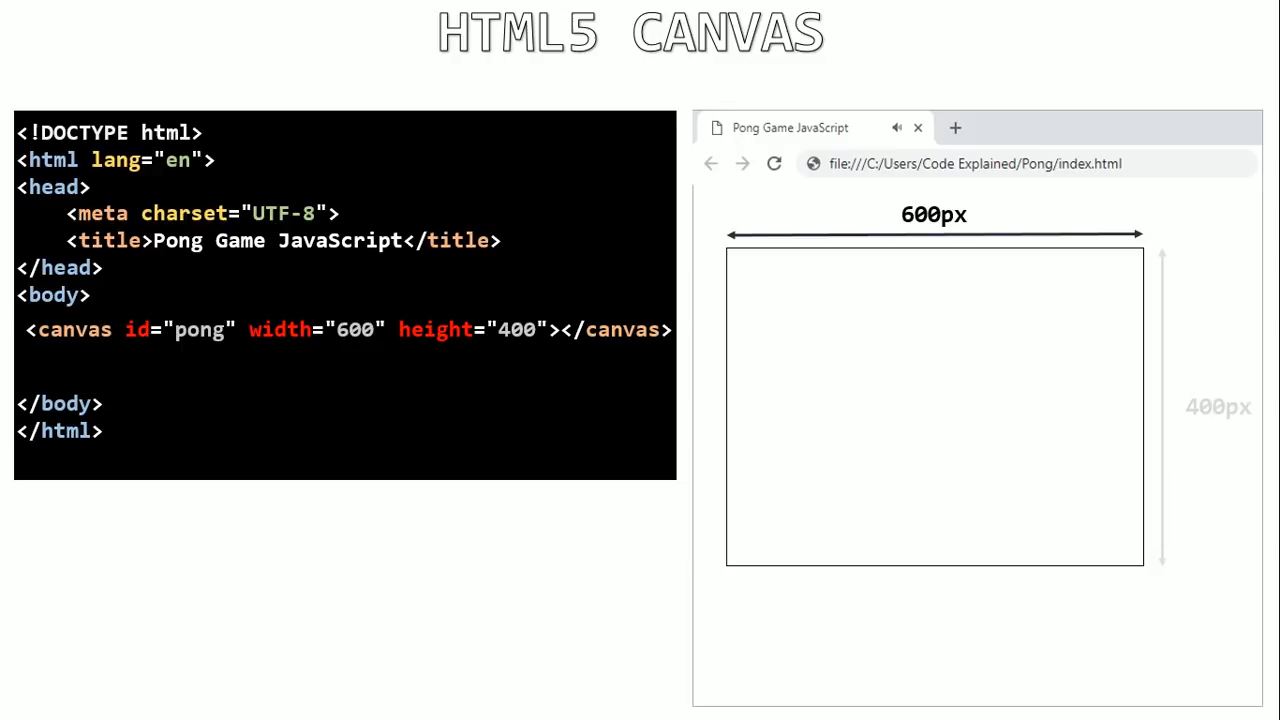 HTML5 CANVAS
<!DOCTYPE html>
<html lang="en">
<head>
    <meta charset="UTF-8">
    <title>Pong Game JavaScript</title>
</head>
<body>
<canvas id="pong" width="600" height="400"></canvas>
</body>
</html>
Pong Game JavaScript
file:///C:/Users/Code Explained/Pong/index.html
600px
400px